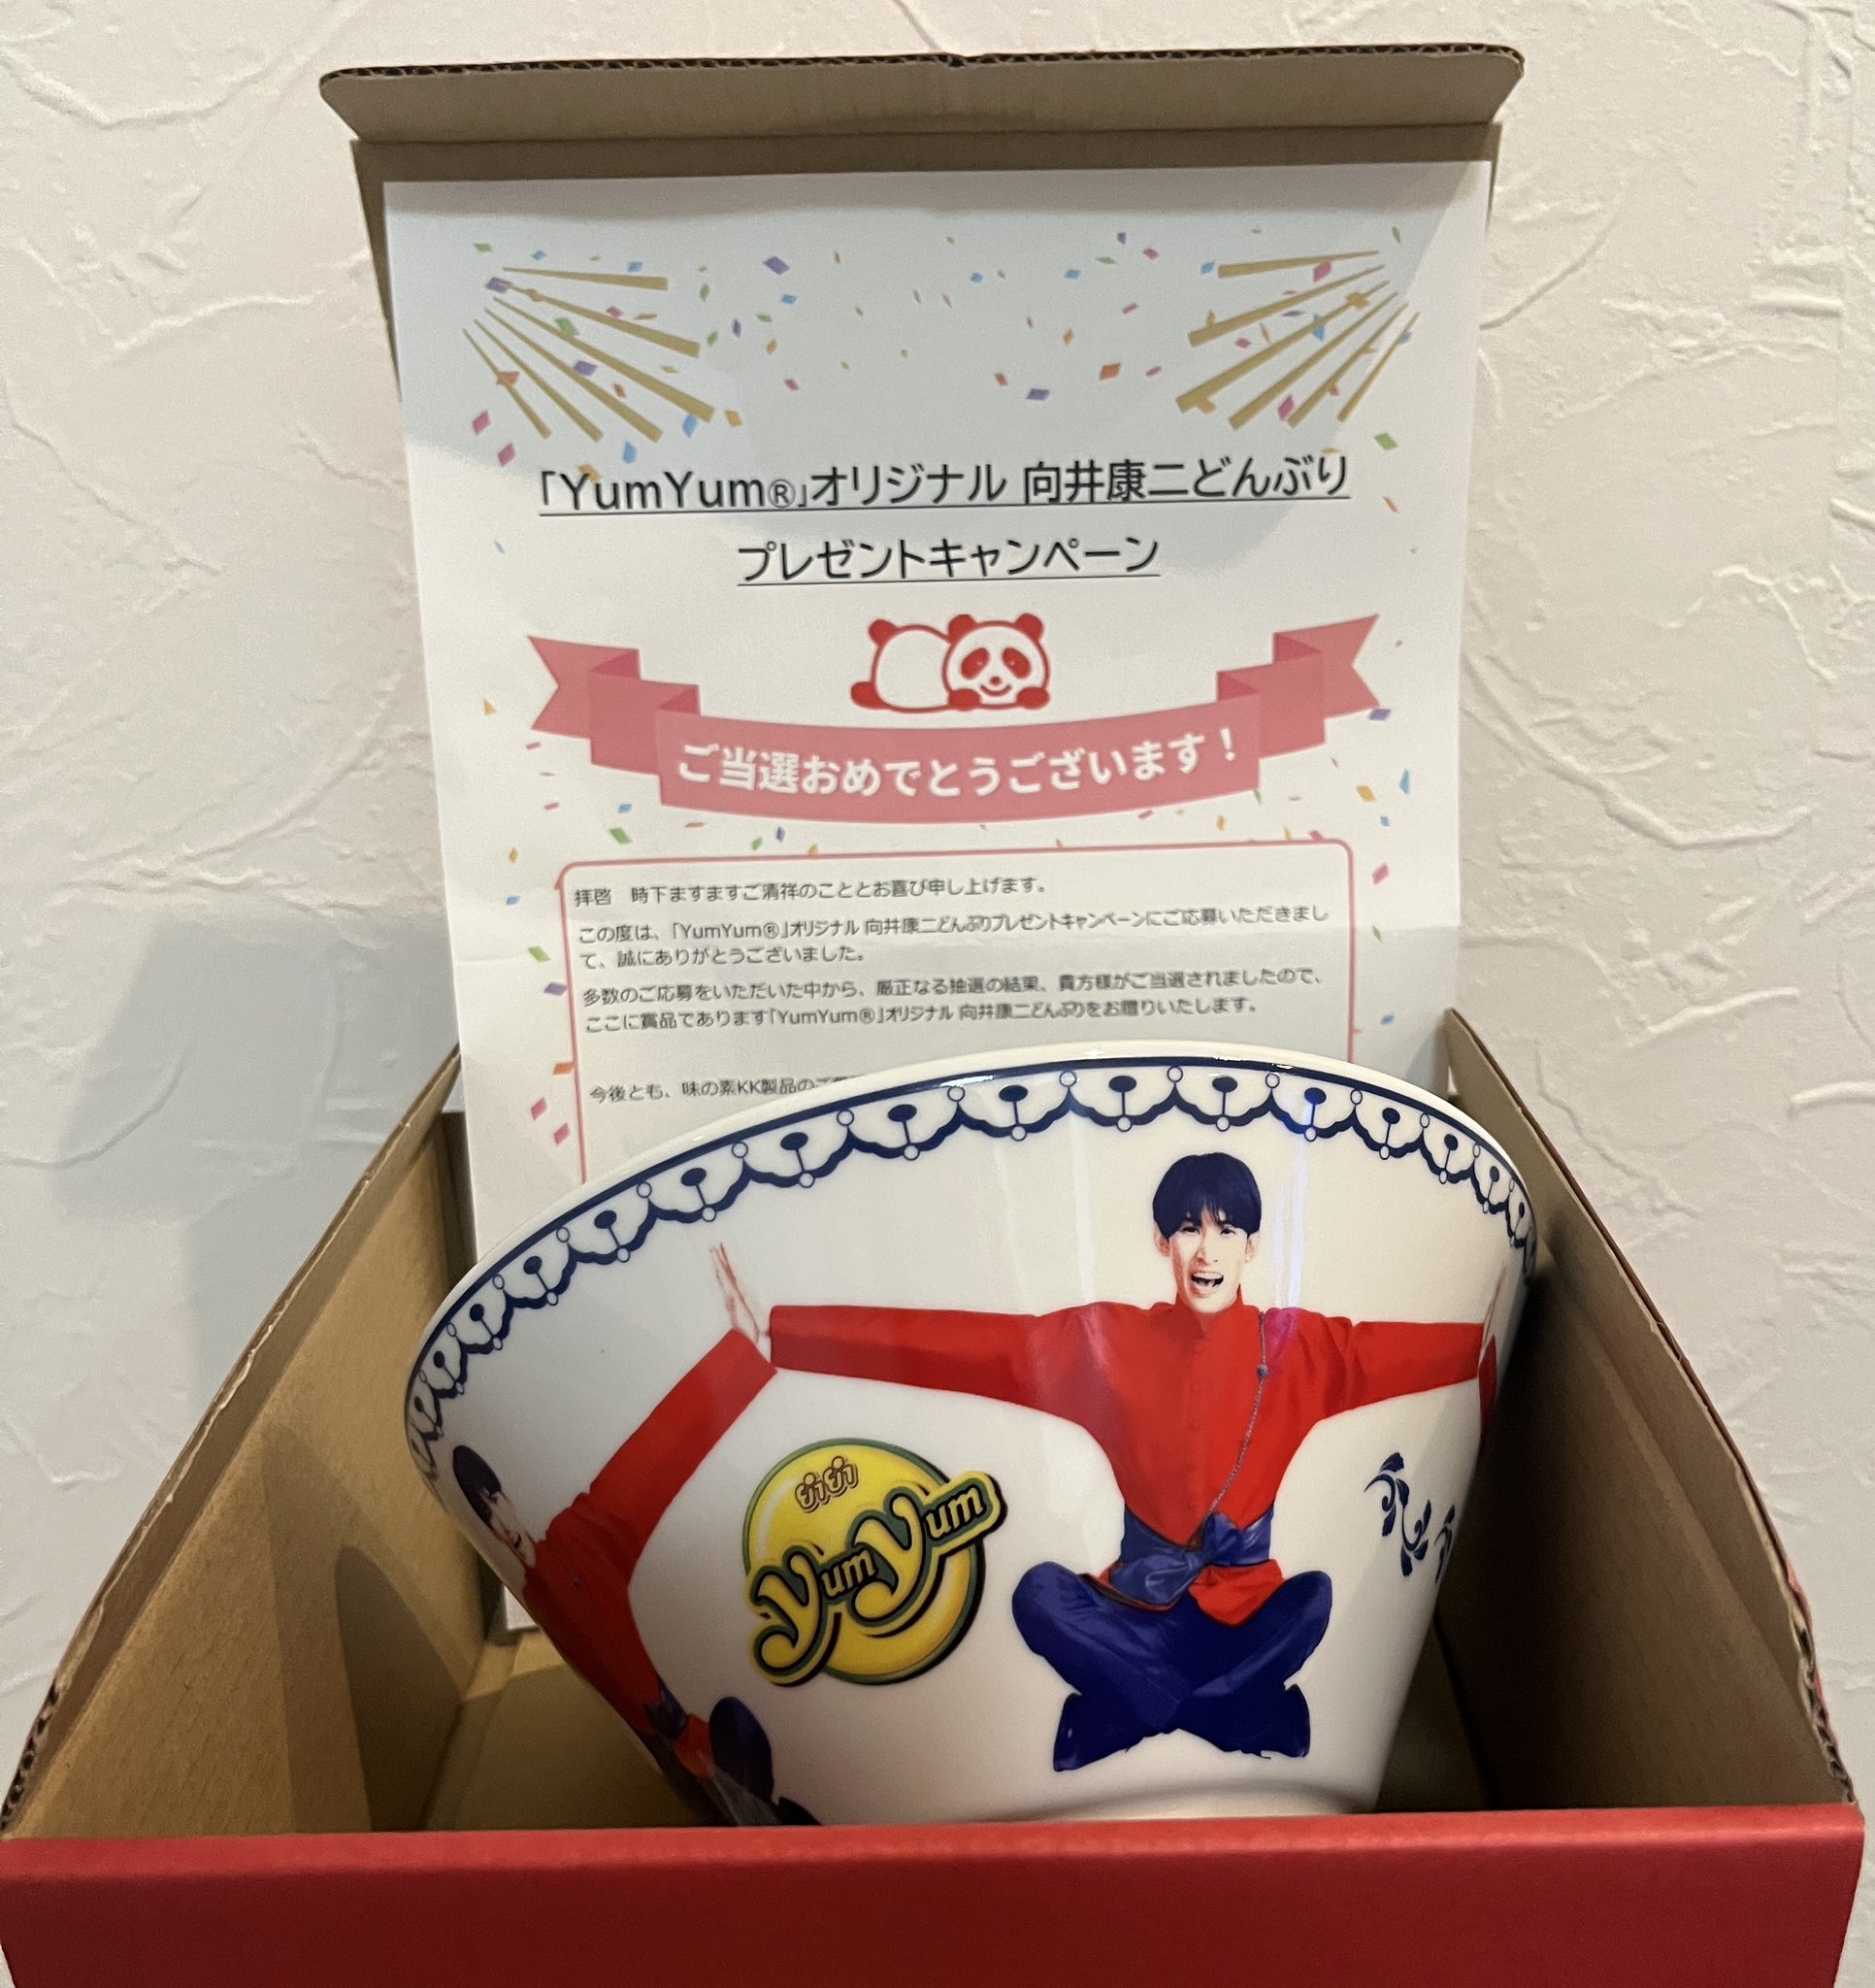 「YumYum®」オリジナル 向井康二どんぶり
プレゼントキャンペーン
ご当選おめでとうございます！
拝啓　時下ますますご清祥のこととお喜び申し上げます。
この度は、「YumYum®」オリジナル 向井康二どんぶりプレゼントキャンペーンにご応募いただきまし
て、誠にありがとうございました。
多数のご応募をいただいた中から、厳正なる抽選の結果、貴方様がご当選されましたので、
ここに賞品であります「YumYum®」オリジナル 向井康二どんぶりをお贈りいたします。
今後とも、味の素KK製品のご
ยำยำ
YumYum